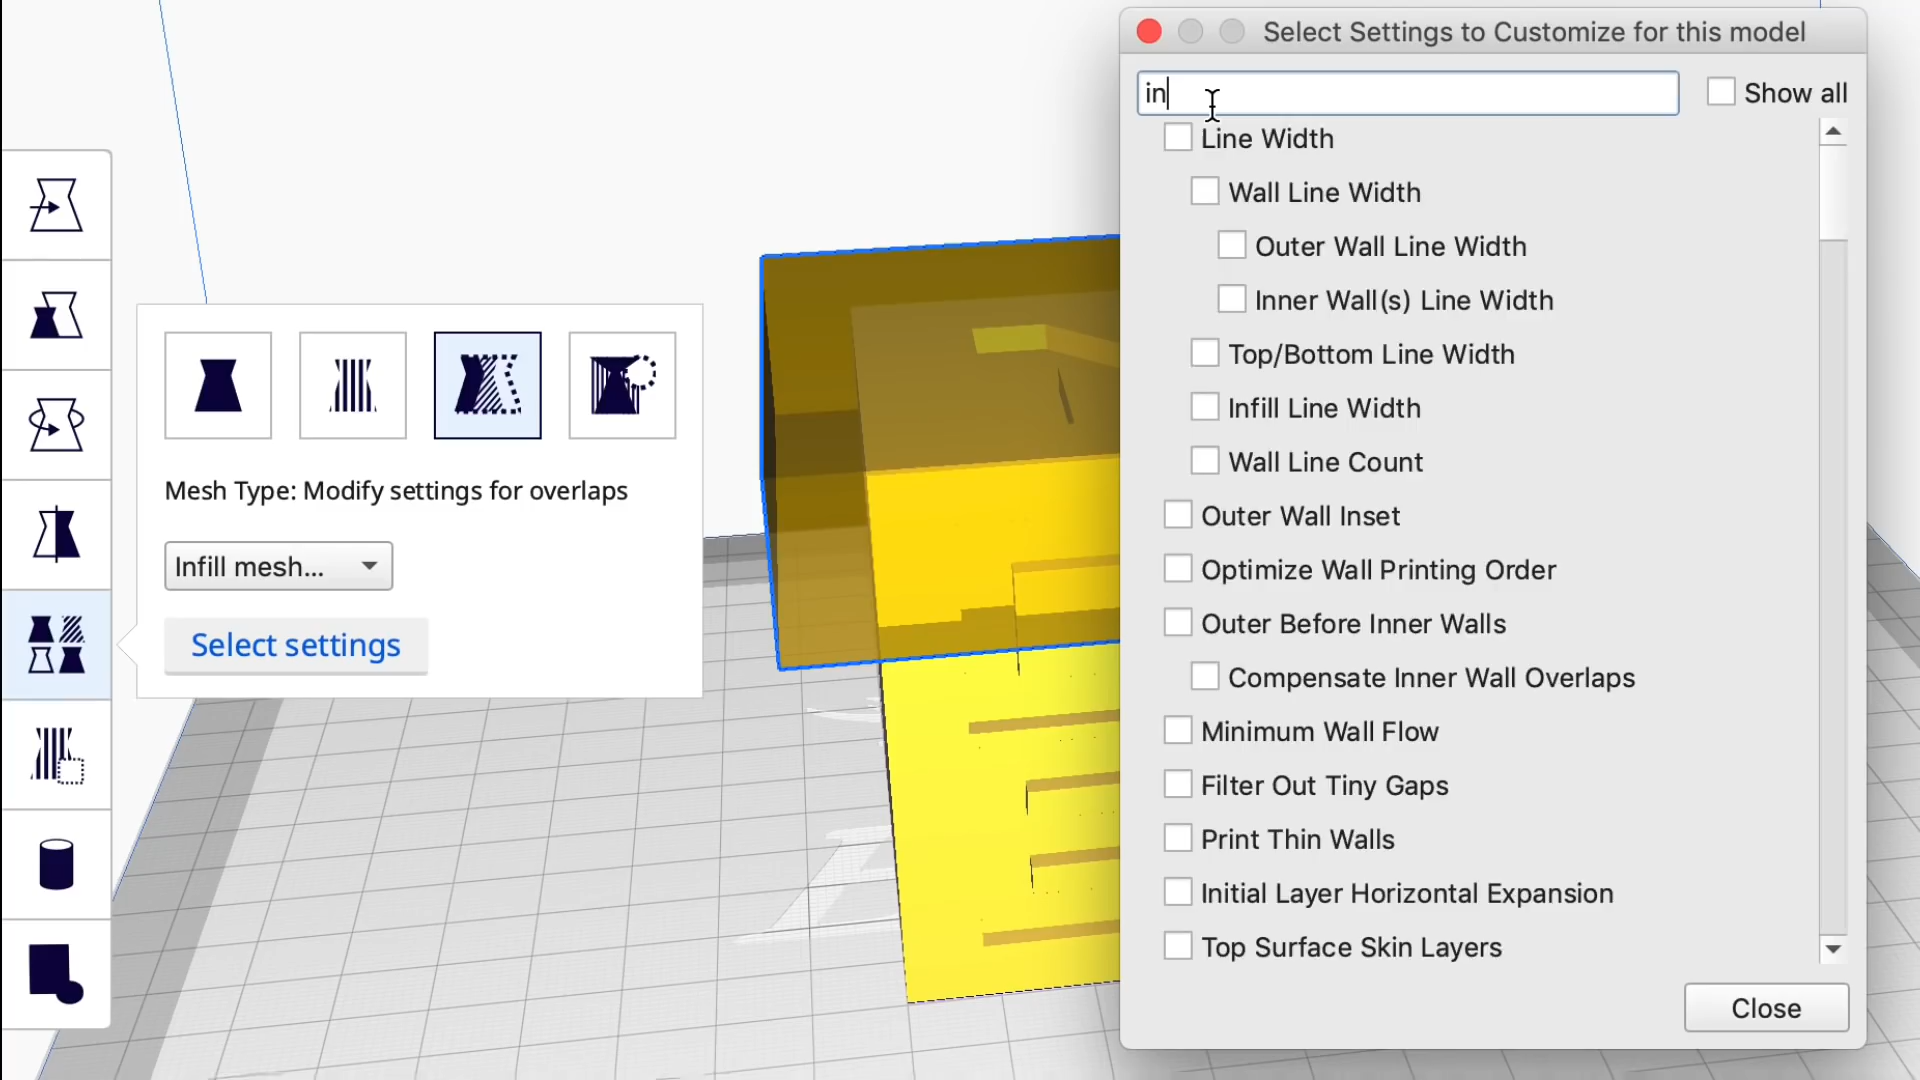 Select Settings to Customize for this model
in
Show all
Line Width
Wall Line Width
Outer Wall Line Width
Inner Wall(s) Line Width
Top/Bottom Line Width
Infill Line Width
Wall Line Count
Outer Wall Inset
Optimize Wall Printing Order
Outer Before Inner Walls
Compensate Inner Wall Overlaps
Minimum Wall Flow
Filter Out Tiny Gaps
Print Thin Walls
Initial Layer Horizontal Expansion
Top Surface Skin Layers
Close
Mesh Type: Modify settings for overlaps
Infill mesh...
Select settings